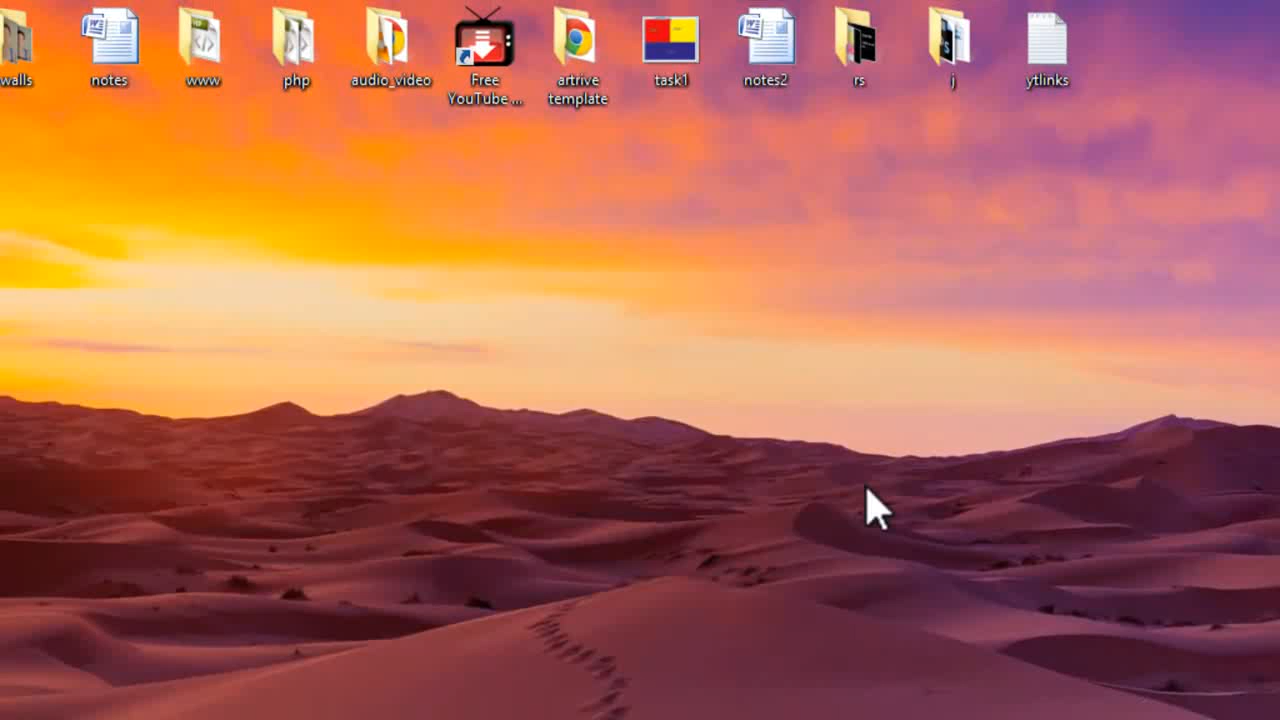 walls
notes
www
php
audio_video
Free
YouTube ...
artrive
template
task1
notes2
rs
j
ytlinks